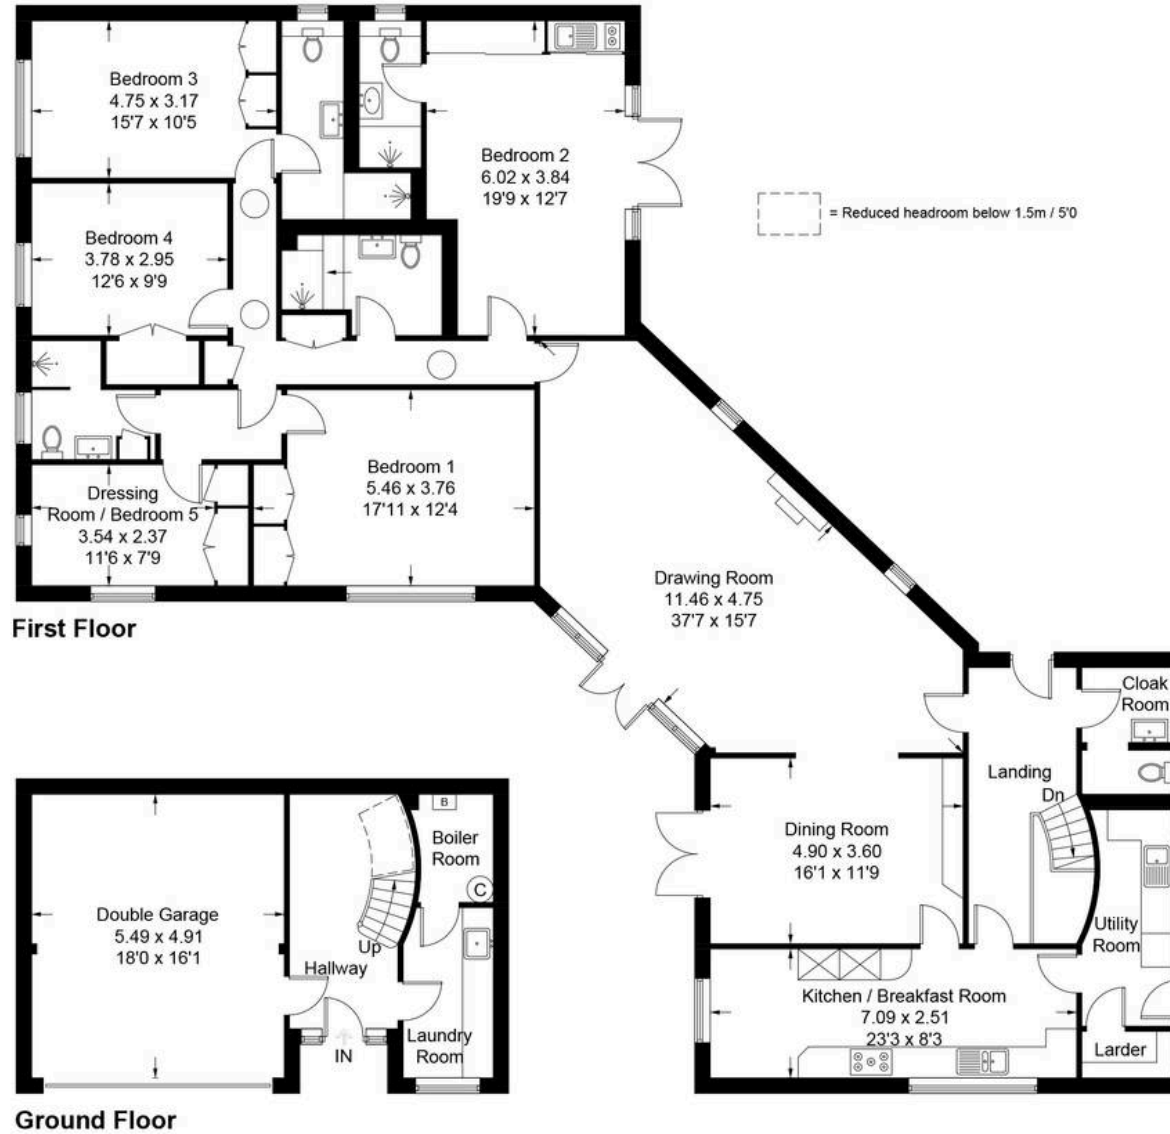 Bedroom 3
4.75 x 3.17
15'7 x 10'5
Bedroom 2
6.02 x 3.84
19'9 x 12'7
= Reduced headroom below 1.5m / 5'0
Bedroom 4
3.78 x 2.95
12'6 x 9'9
Bedroom 1
5.46 x 3.76
17'11 x 12'4
Dressing
Room / Bedroom 5
3.54 x 2.37
11'6 x 7'9
First Floor
Drawing Room
11.46 x 4.75
37'7 x 15'7
Cloak
Room
Landing
Dn
Dining Room
4.90 x 3.60
16'1 x 11'9
Utility
Room
Kitchen / Breakfast Room
7.09 x 2.51
23'3 x 8'3
Larder
B
Boiler
Room
C
Double Garage
5.49 x 4.91
18'0 x 16'1
Up
Hallway
Laundry
Room
IN
Ground Floor